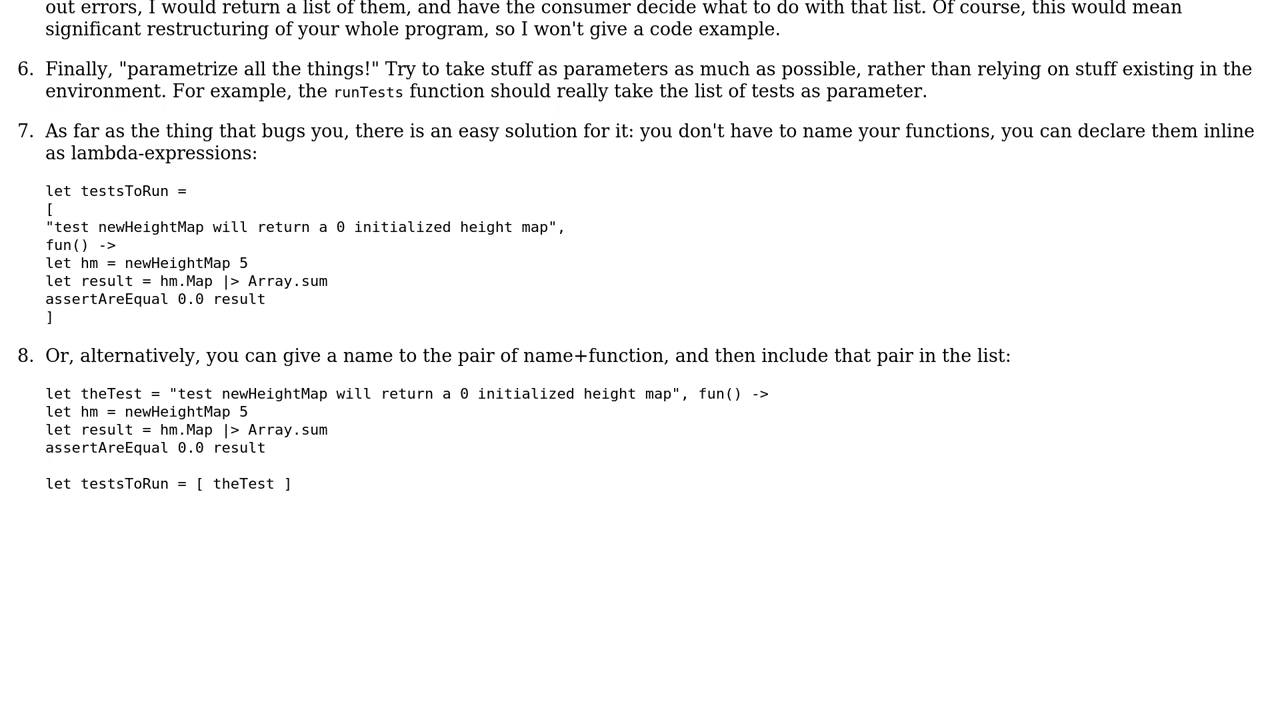 out errors, I would return a list of them, and have the consumer decide what to do with that list. Of course, this would mean
significant restructuring of your whole program, so I won't give a code example.
6. Finally, "parametrize all the things!" Try to take stuff as parameters as much as possible, rather than relying on stuff existing in the
environment. For example, the runTests function should really take the list of tests as parameter.
7. As far as the thing that bugs you, there is an easy solution for it: you don't have to name your functions, you can declare them inline
as lambda-expressions:
let testsToRun =
[
"test newHeightMap will return a 0 initialized height map",
fun() ->
let hm = newHeightMap 5
let result = hm.Map |> Array.sum
assertAreEqual 0.0 result
]
8. Or, alternatively, you can give a name to the pair of name+function, and then include that pair in the list:
let theTest = "test newHeightMap will return a 0 initialized height map", fun() ->
let hm = newHeightMap 5
let result = hm.Map |> Array.sum
assertAreEqual 0.0 result
let testsToRun = [ theTest ]